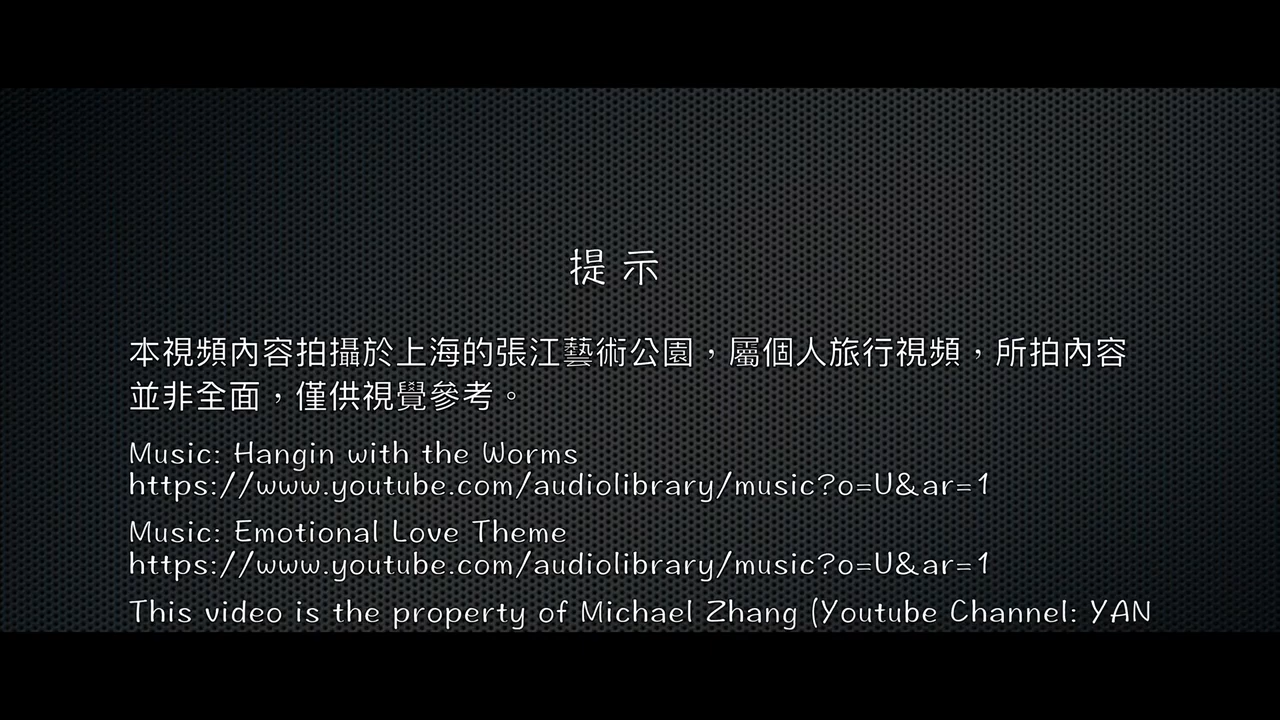 提示
本視頻內容拍攝於上海的張江藝術公園，屬個人旅行視頻，所拍內容
並非全面，僅供視覺參考。
Music: Hangin with the Worms
https://www.youtube.com/audiolibrary/music?o=U&ar=1
Music: Emotional Love Theme
https://www.youtube.com/audiolibrary/music?o=U&ar=1
This video is the property of Michael Zhang (Youtube Channel: YAN